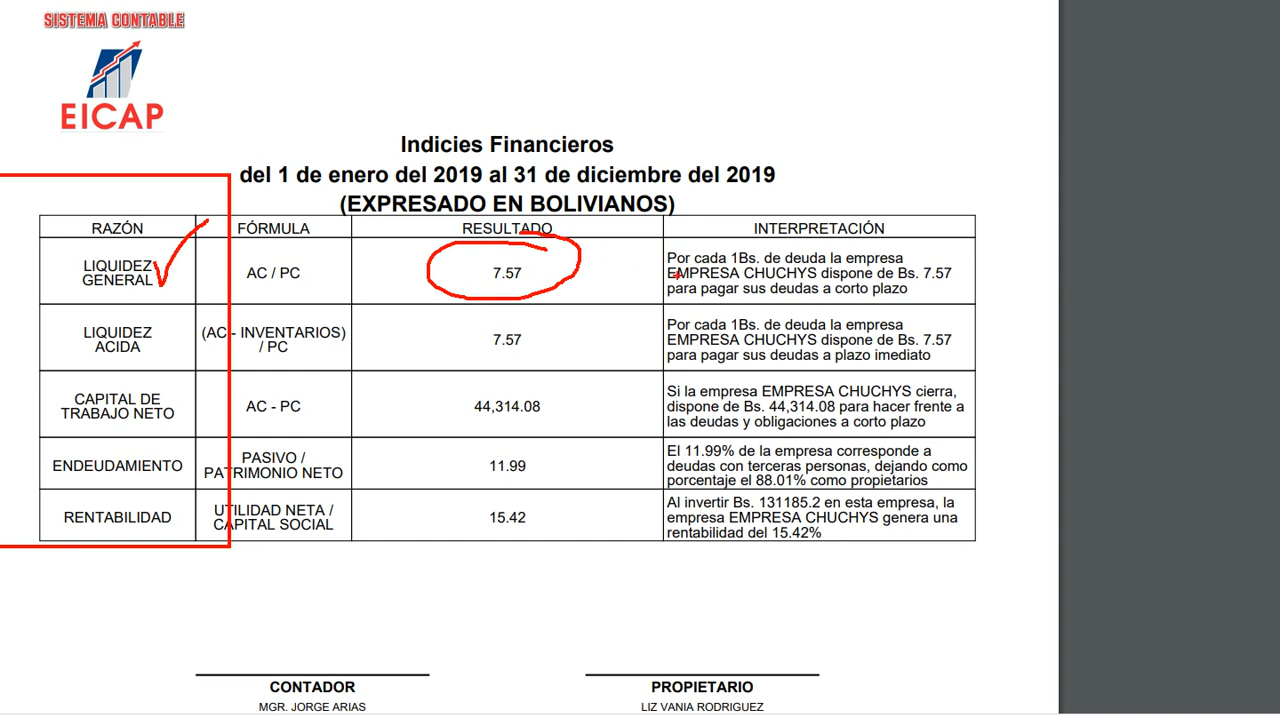 SISTEMA CONTABLE
EICAP
Indicies Financieros
del 1 de enero del 2019 al 31 de diciembre del 2019
(EXPRESADO EN BOLIVIANOS)
RAZÓN FÓRMULA RESULTADO INTERPRETACIÓN
LIQUIDEZ
GENERAL
AC / PC
7.57
Por cada 1Bs. de deuda la empresa
EMPRESA CHUCHYS dispone de Bs. 7.57
para pagar sus deudas a corto plazo
LIQUIDEZ
ACIDA
(AC - INVENTARIOS)
/ PC
7.57
Por cada 1Bs. de deuda la empresa
EMPRESA CHUCHYS dispone de Bs. 7.57
para pagar sus deudas a plazo imediato
CAPITAL DE
TRABAJO NETO
AC - PC
44,314.08
Si la empresa EMPRESA CHUCHYS cierra,
dispone de Bs. 44,314.08 para hacer frente a
las deudas y obligaciones a corto plazo
ENDEUDAMIENTO
PASIVO /
PATRIMONIO NETO
11.99
El 11.99% de la empresa corresponde a
deudas con terceras personas, dejando como
porcentaje el 88.01% como propietarios
RENTABILIDAD
UTILIDAD NETA /
CAPITAL SOCIAL
15.42
Al invertir Bs. 131185.2 en esta empresa, la
empresa EMPRESA CHUCHYS genera una
rentabilidad del 15.42%
CONTADOR
MGR. JORGE ARIAS
PROPIETARIO
LIZ VANIA RODRIGUEZ